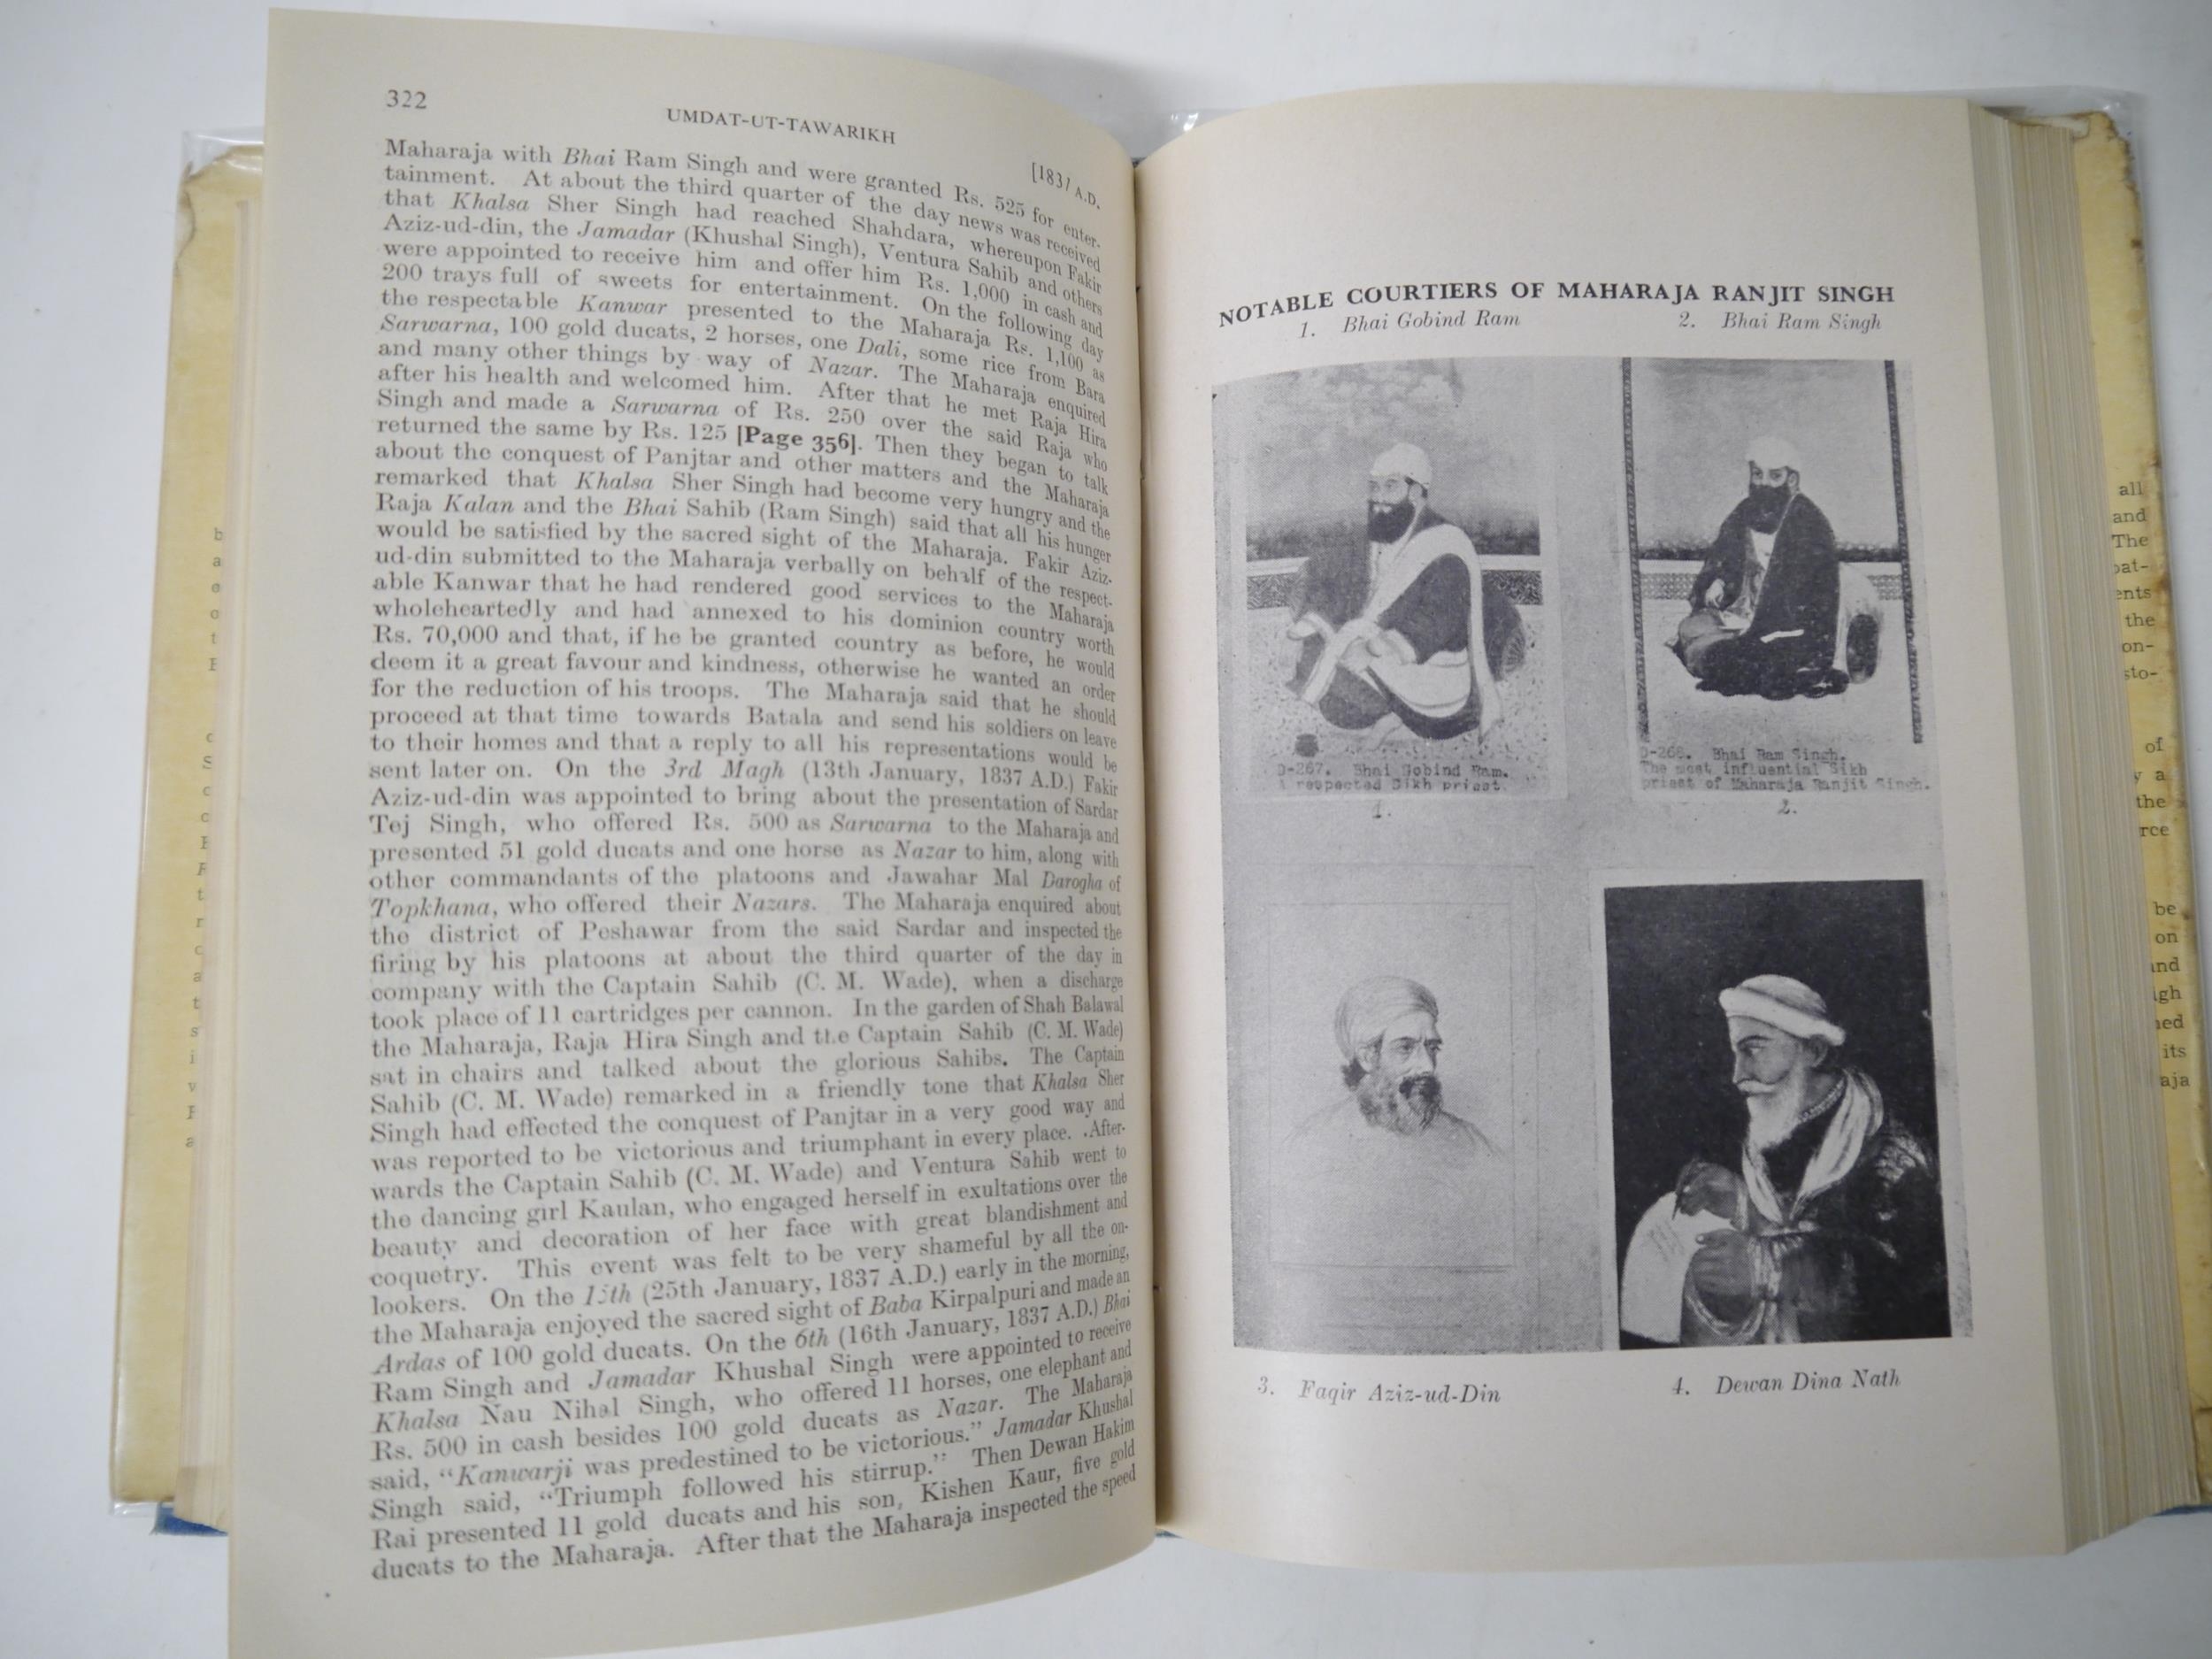 322
UMDAT-UT-TAWARIKH
[1837 A.D.
Maharaja with Bhai Ram Singh and were granted Rs. 525 for enter-
tainment. At about the third quarter of the day news was received
that Khalsa Sher Singh had reached Shahdara, whereupon Fakir
Aziz-ud-din, the Jamadar (Khushal Singh), Ventura Sahib and others
were appointed to receive him and offer him Rs. 1,000 in cash and
200 trays full of sweets for entertainment. On the following day
the respectable Kanwar presented to the Maharaja Rs. 1,100 as
Sarwarna, 100 gold ducats, 2 horses, one Dali, some rice from Bara
and many other things by way of Nazar. The Maharaja enquired
after his health and welcomed him. After that he met Raja Hira
Singh and made a Sarwarna of Rs. 250 over the said Raja who
returned the same by Rs. 125 [Page 356]. Then they began to talk
about the conquest of Panjtar and other matters and the Maharaja
remarked that Khalsa Sher Singh had become very hungry and the
Raja Kalan and the Bhai Sahib (Ram Singh) said that all his hunger
would be satisfied by the sacred sight of the Maharaja. Fakir Aziz-
ud-din submitted to the Maharaja verbally on behalf of the respect-
able Kanwar that he had rendered good services to the Maharaja
wholeheartedly and had annexed to his dominion country worth
Rs. 70,000 and that, if he be granted country as before, he would
deem it a great favour and kindness, otherwise he wanted an order
for the reduction of his troops. The Maharaja said that he should
proceed at that time towards Batala and send his soldiers on leave
to their homes and that a reply to all his representations would be
sent later on. On the 3rd Magh (13th January, 1837 A.D.) Fakir
Aziz-ud-din was appointed to bring about the presentation of Sardar
Tej Singh, who offered Rs. 500 as Sarwarna to the Maharaja and
presented 51 gold ducats and one horse as Nazar to him, along with
other commandants of the platoons and Jawahar Mal Darogha of
Topkhana, who offered their Nazars. The Maharaja enquired about
the district of Peshawar from the said Sardar and inspected the
firing by his platoons at about the third quarter of the day in
company with the Captain Sahib (C. M. Wade), when a discharge
took place of 11 cartridges per cannon. In the garden of Shah Balawal
the Maharaja, Raja Hira Singh and the Captain Sahib (C. M. Wade)
sat in chairs and talked about the glorious Sahibs. The Captain
Sahib (C. M. Wade) remarked in a friendly tone that Khalsa Sher
Singh had effected the conquest of Panjtar in a very good way and
was reported to be victorious and triumphant in every place. After-
wards the Captain Sahib (C. M. Wade) and Ventura Sahib went to
the dancing girl Kaulan, who engaged herself in exultations over the
beauty and decoration of her face with great blandishment and
coquetry. This event was felt to be very shameful by all the on-
lookers. On the 15th (25th January, 1837 A.D.) early in the morning,
the Maharaja enjoyed the sacred sight of Baba Kirpalpuri and made an
Ardas of 100 gold ducats. On the 6th (16th January, 1837 A.D.) Bhai
Ram Singh and Jamadar Khushal Singh were appointed to receive
Khalsa Nau Nihal Singh, who offered 11 horses, one elephant and
Rs. 500 in cash besides 100 gold ducats as Nazar. The Maharaja
said, "Kanwarji was predestined to be victorious." Jamadar Khushal
Singh said, "Triumph followed his stirrup." Then Dewan Hakim
Rai presented 11 gold ducats and his son, Kishen Kaur, five gold
ducats to the Maharaja. After that the Maharaja inspected the speed
NOTABLE COURTIERS OF MAHARAJA RANJIT SINGH
1. Bhai Gobind Ram 2. Bhai Ram Singh
D-267. Bhai Gobind Ram.
A respected Sikh priest.
1.
D-268. Bhai Ram Singh.
The most influential Sikh
priest of Maharaja Ranjit Singh.
2.
3. Faqir Aziz-ud-Din 4. Dewan Dina Nath
all
and
The
the
of
a
the
be
on
its